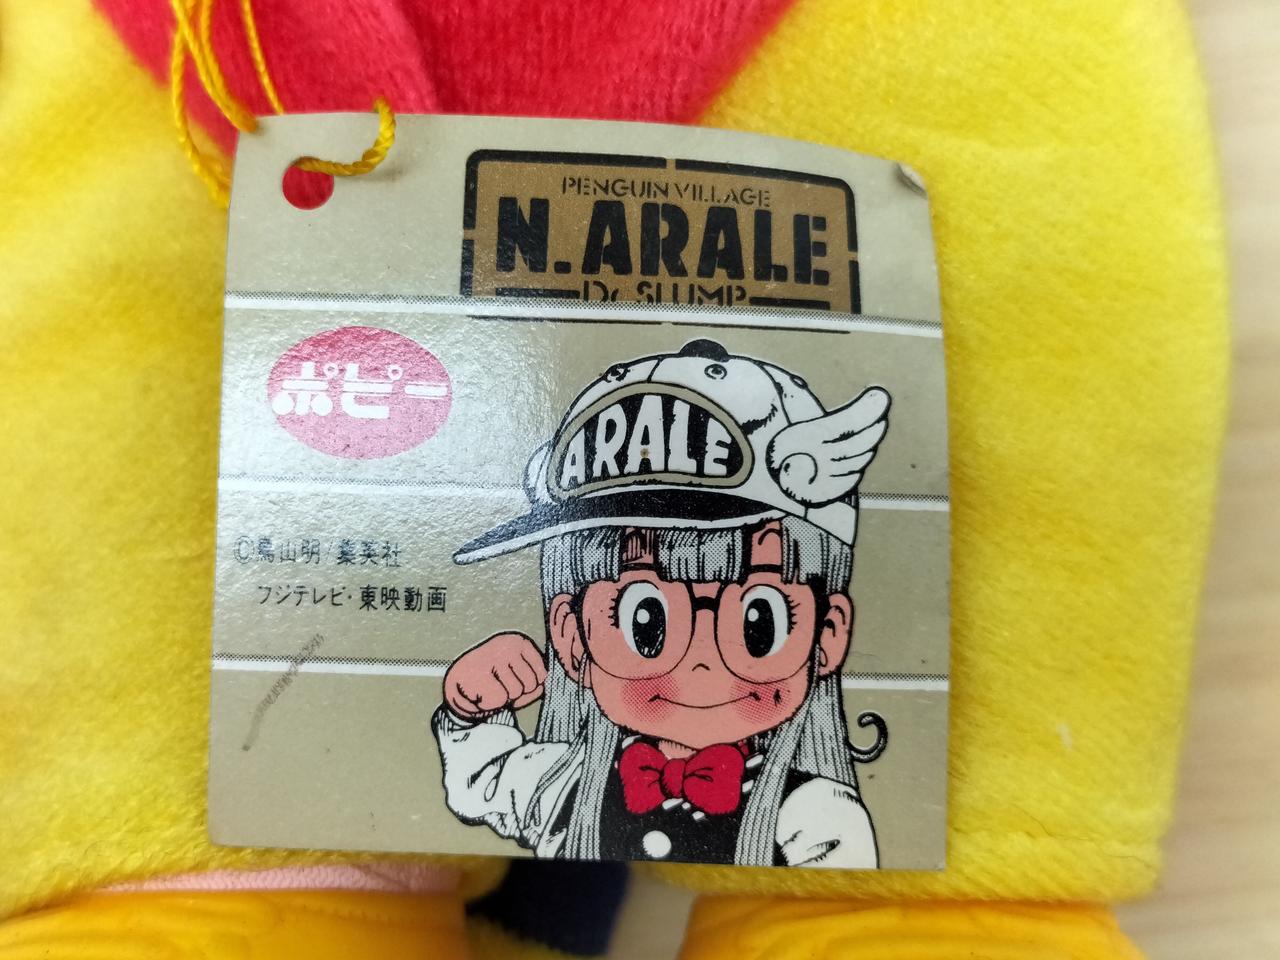 PENGUIN VILLAGE
N.ARALE
Dr SLUMP
ポピー
ARALE
©鳥山明/集英社
フジテレビ・東映動画